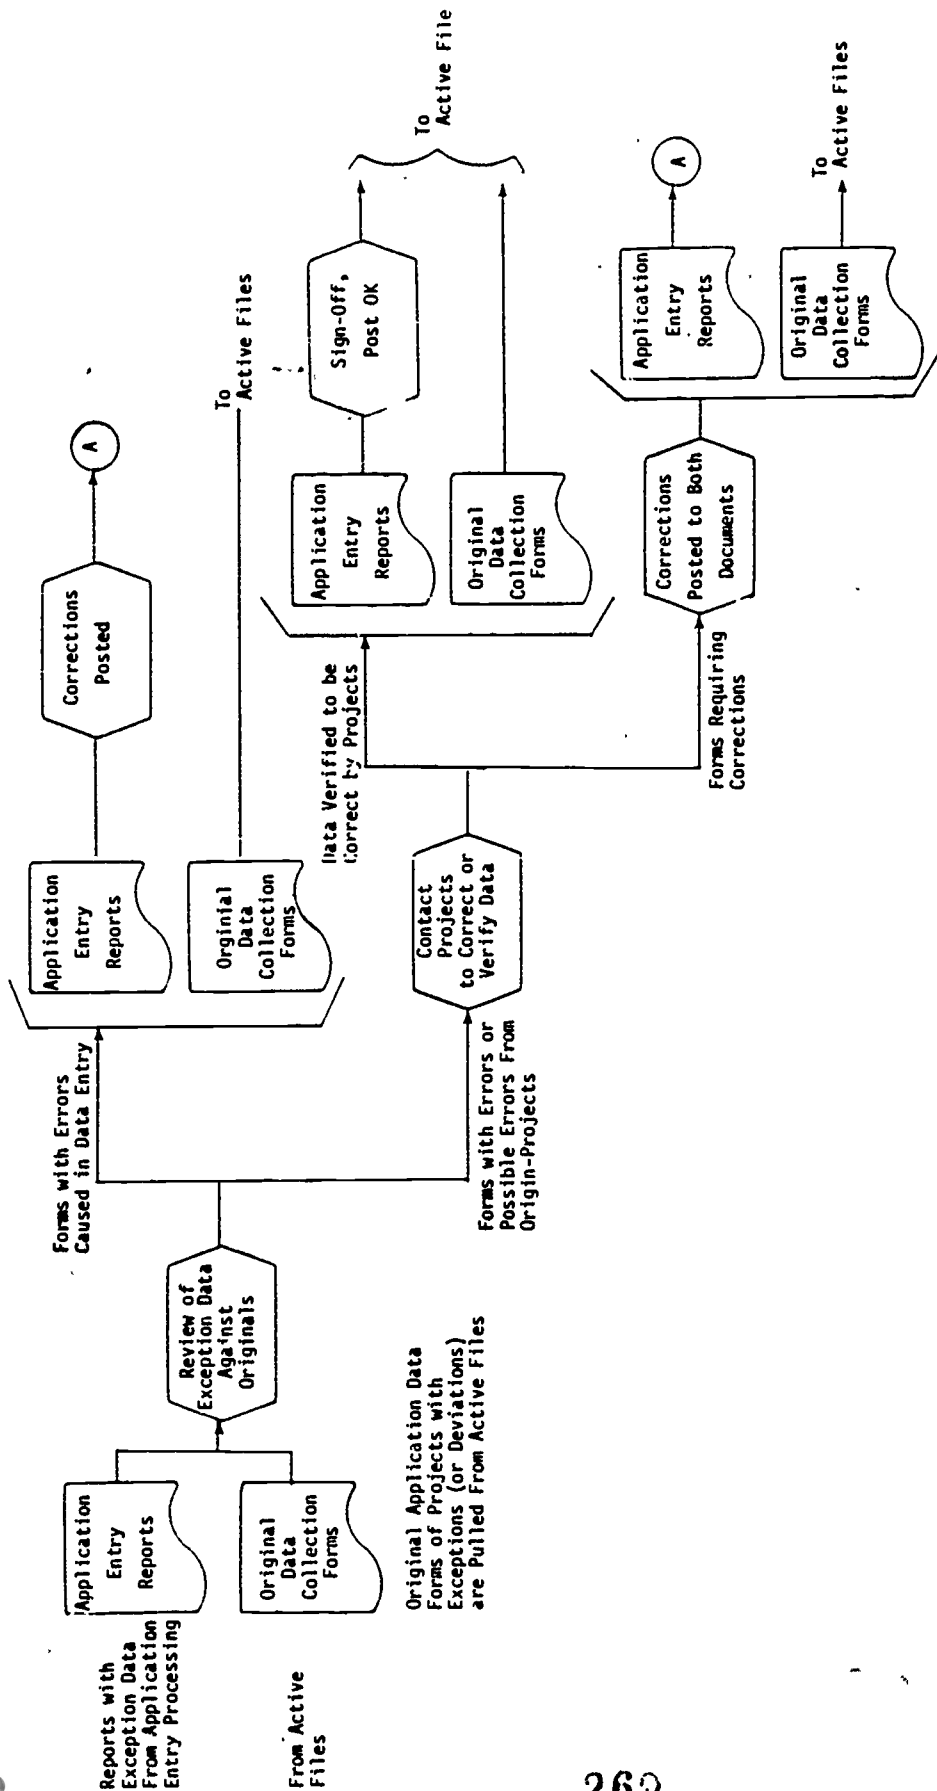 Reports with
Exception Data
From Application
Entry Processing
Application
Entry
Reports
From Active
Files
Original
Data
Collection
Forms
Original Application Data
Forms of Projects with
Exceptions (or Deviations)
are Pulled From Active Files
Review of
Exception Data
Against
Originals
Forms with Errors
Caused in Data Entry
Application
Entry
Reports
Corrections
Posted
A
Orginial
Data
Collection
Forms
To
Active Files
Forms with Errors or
Possible Errors From
Origin-Projects
Contact
Projects
to Correct or
Verify Data
Data Verified to be
Correct by Projects
Application
Entry
Reports
Sign-Off,
Post OK
Original
Data
Collection
Forms
To
Active File
Forms Requiring
Corrections
Corrections
Posted to Both
Documents
Application
Entry
Reports
A
Original
Data
Collection
Forms
To
Active Files